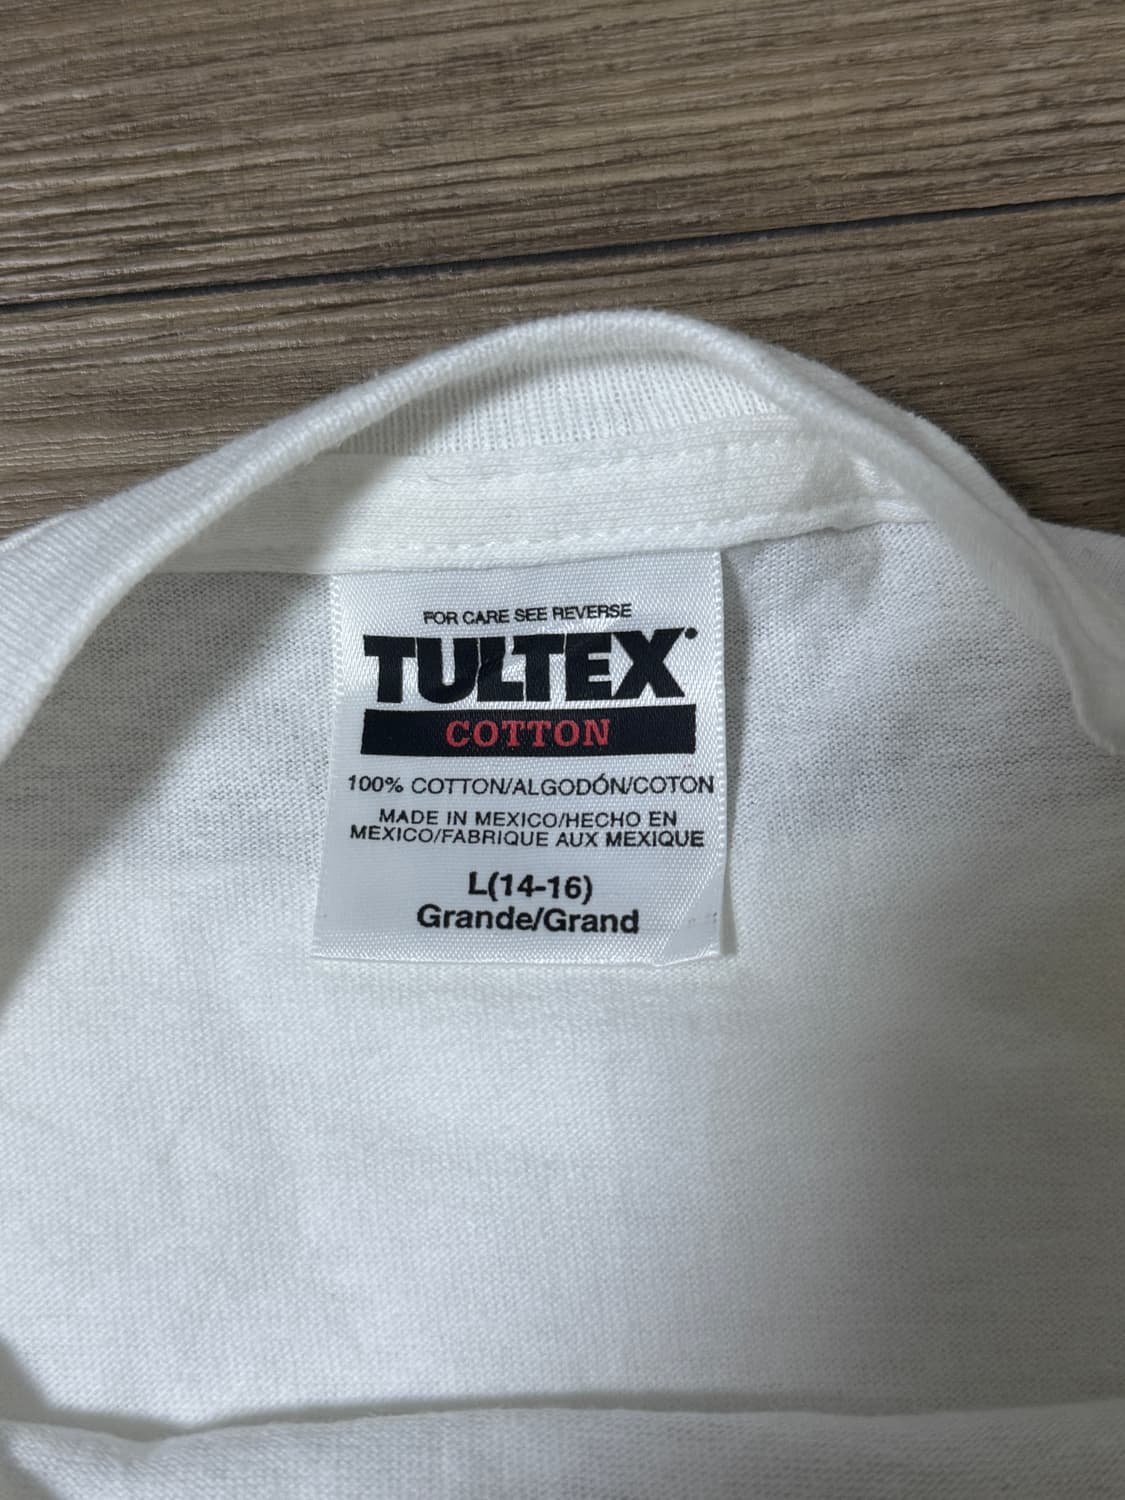 FOR CARE SEE REVERSE
TULTEX
COTTON
100% COTTON/ALGODÓN/COTON
MADE IN MEXICO/HECHO EN
MEXICO/FABRIQUE AUX MEXIQUE
L(14-16)
Grande/Grand